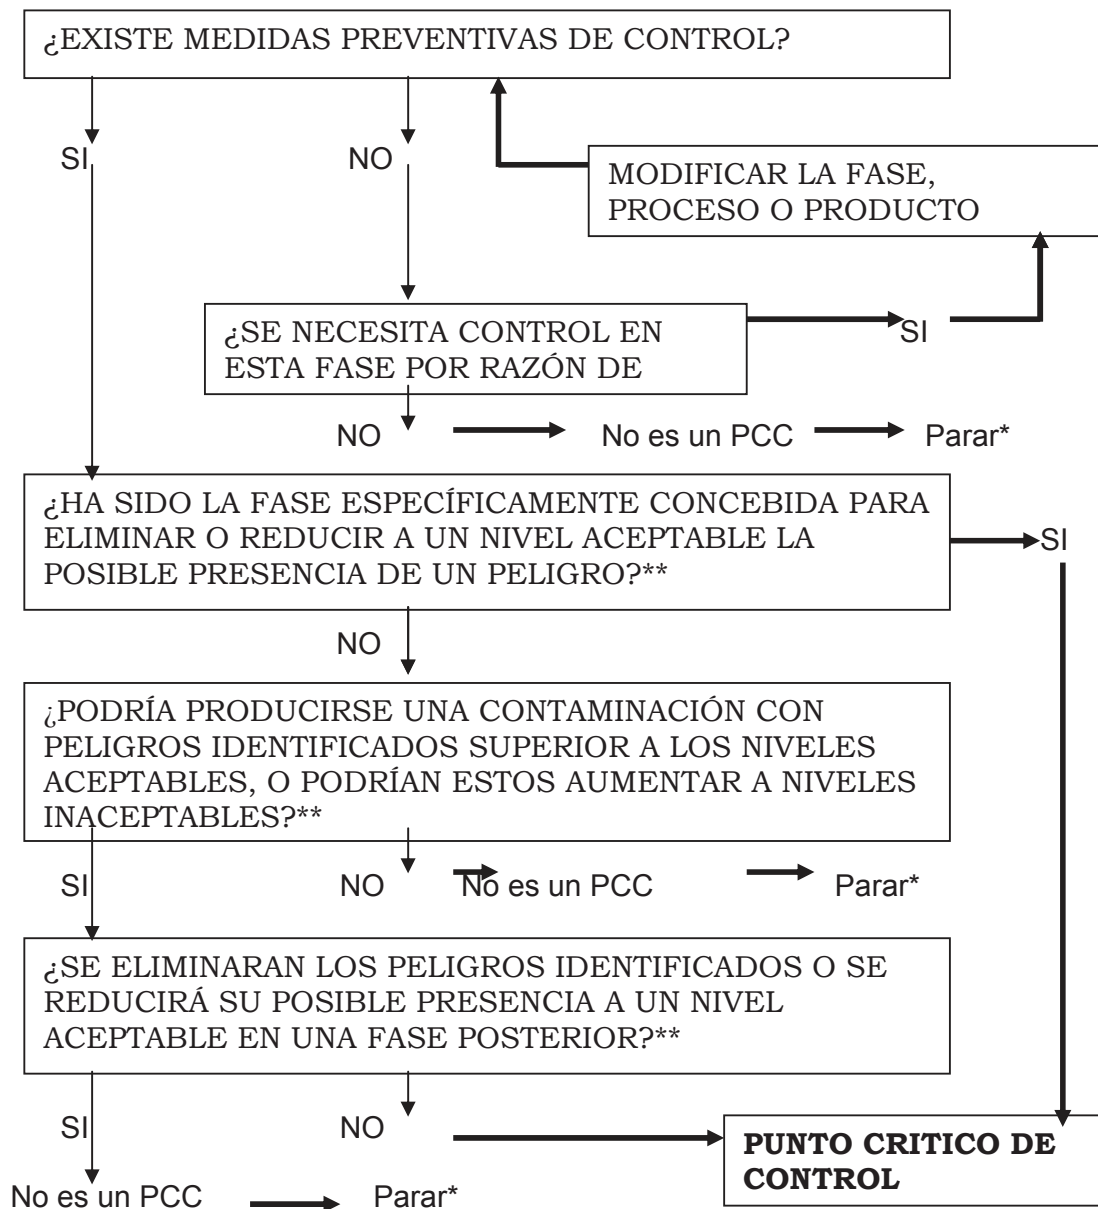 ¿EXISTE MEDIDAS PREVENTIVAS DE CONTROL?
SI
NO
MODIFICAR LA FASE,
PROCESO O PRODUCTO
¿SE NECESITA CONTROL EN
ESTA FASE POR RAZÓN DE
SI
NO
No es un PCC
Parar*
¿HA SIDO LA FASE ESPECÍFICAMENTE CONCEBIDA PARA
ELIMINAR O REDUCIR A UN NIVEL ACEPTABLE LA
POSIBLE PRESENCIA DE UN PELIGRO?**
SI
NO
¿PODRÍA PRODUCIRSE UNA CONTAMINACIÓN CON
PELIGROS IDENTIFICADOS SUPERIOR A LOS NIVELES
ACEPTABLES, O PODRÍAN ESTOS AUMENTAR A NIVELES
INACEPTABLES?**
SI
NO
No es un PCC
Parar*
¿SE ELIMINARAN LOS PELIGROS IDENTIFICADOS O SE
REDUCIRÁ SU POSIBLE PRESENCIA A UN NIVEL
ACEPTABLE EN UNA FASE POSTERIOR?**
SI
NO
PUNTO CRITICO DE
CONTROL
No es un PCC
Parar*